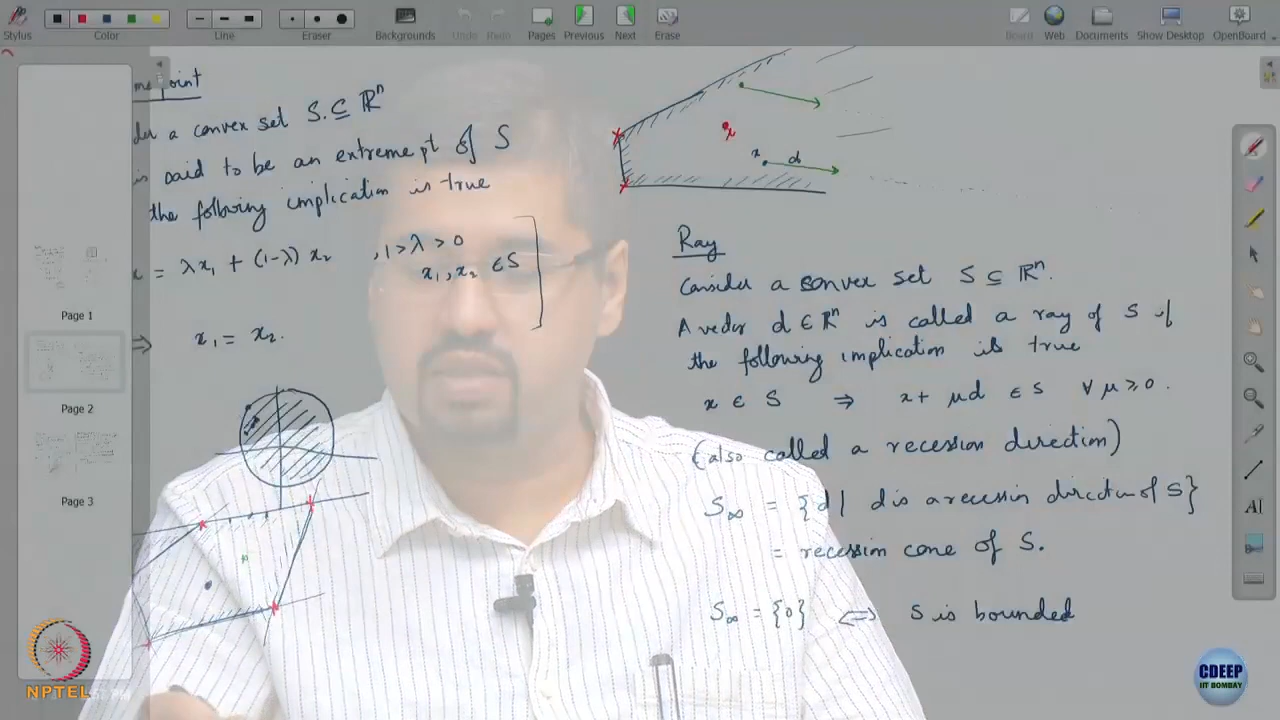 Stylus
Color
Line
Eraser
Backgrounds
Undo
Redo
Pages
Previous
Next
Erase
Board
Web
Documents
Show Desktop
OpenBoard
Page 1
Page 2
Page 3
me point
der a convex set S ⊆ ℝⁿ
is said to be an extreme pt of S
the following implication is true
x = λx₁ + (1-λ) x₂ , 1 > λ > 0
x₁, x₂ ∈ S
⇒ x₁ = x₂.
x
x d
Ray
Consider a convex set S ⊆ ℝⁿ.
A vector d ∈ ℝⁿ is called a ray of S if
the following implication is true
x ∈ S ⇒ x + μd ∈ S ∀ μ ≥ 0.
(also called a recession direction)
S∞ = {d| d is a recession direction of S}
= recession cone of S.
S∞ = {0} ⇔ S is bounded
NPTEL
CDEEP
IIT BOMBAY
AI